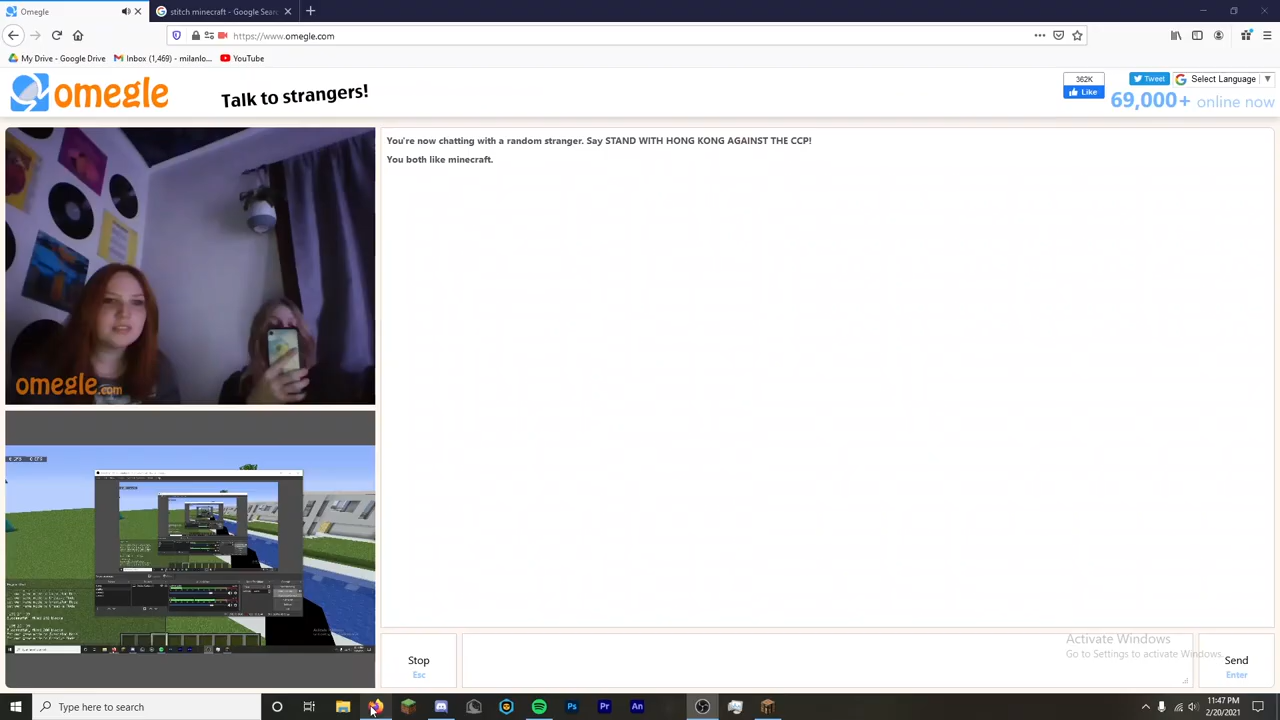 Omegle
stitch minecraft - Google Sear
https://www.omegle.com
My Drive - Google Drive
Inbox (1,469) - milanlo...
YouTube
omegle
Talk to strangers!
362K
Like
Tweet
Select Language
69,000+ online now
You're now chatting with a random stranger. Say STAND WITH HONG KONG AGAINST THE CCP!
You both like minecraft.
omegle.com
Stop
Esc
Activate Windows
Go to Settings to activate Windows.
Send
Enter
Type here to search
11:47 PM
2/20/2021